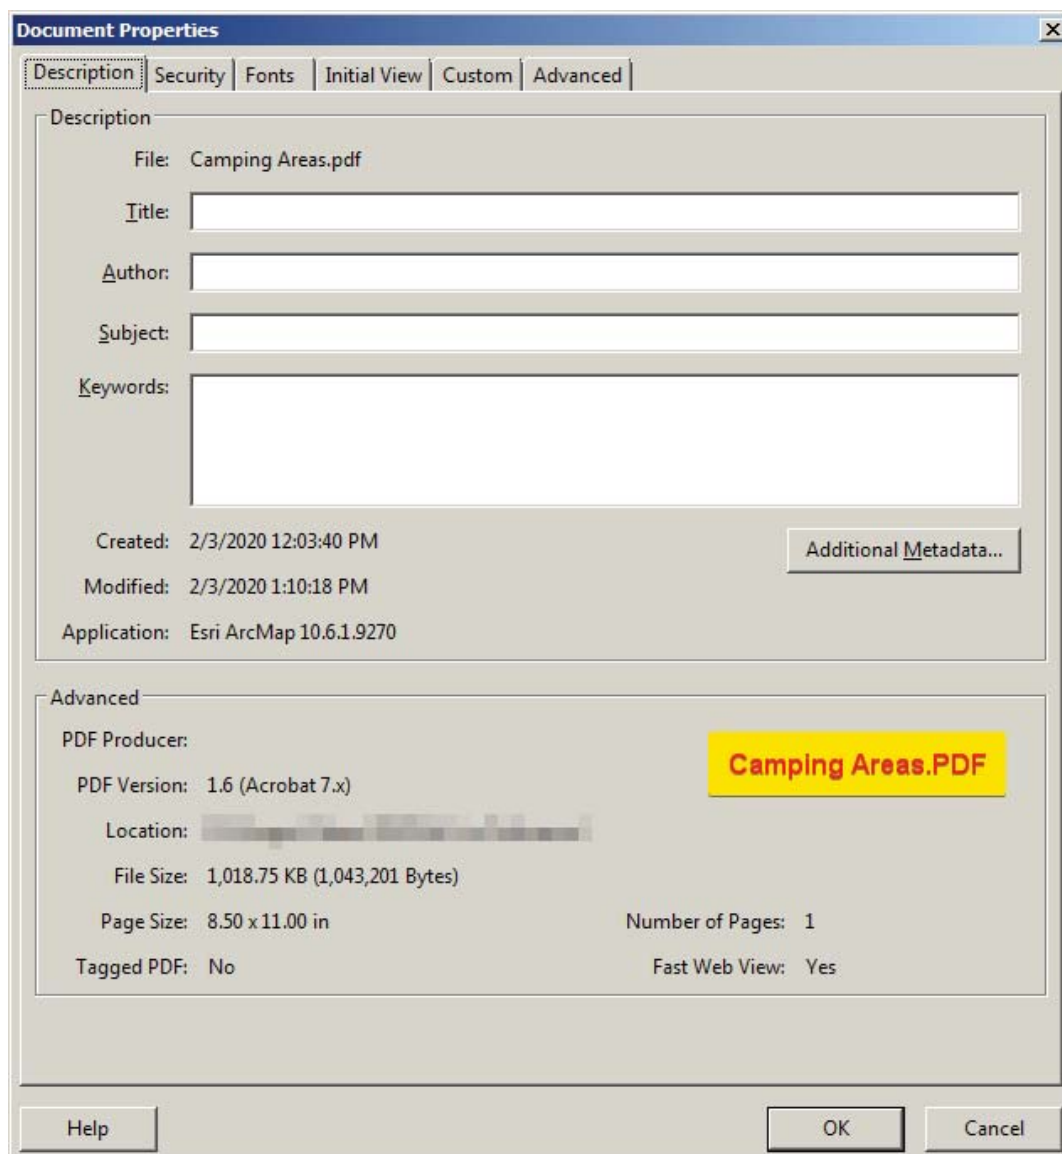 Document Properties
Description Security Fonts Initial View Custom Advanced
Description
File: Camping Areas.pdf
Title:
Author:
Subject:
Keywords:
Created: 2/3/2020 12:03:40 PM
Additional Metadata...
Modified: 2/3/2020 1:10:18 PM
Application: Esri ArcMap 10.6.1.9270
Advanced
PDF Producer:
Camping Areas.PDF
PDF Version: 1.6 (Acrobat 7.x)
Location:
File Size: 1,018.75 KB (1,043,201 Bytes)
Page Size: 8.50 x 11.00 in Number of Pages: 1
Tagged PDF: No Fast Web View: Yes
Help OK Cancel